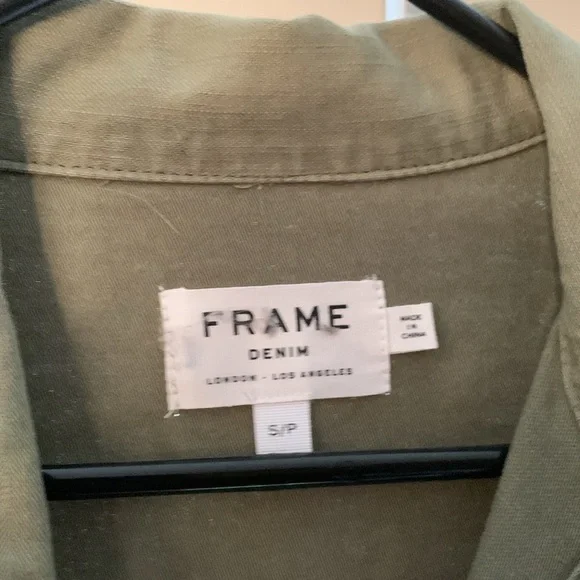 FRAME
DENIM
LONDON - LOS ANGELES
MADE
IN
CHINA
S/P